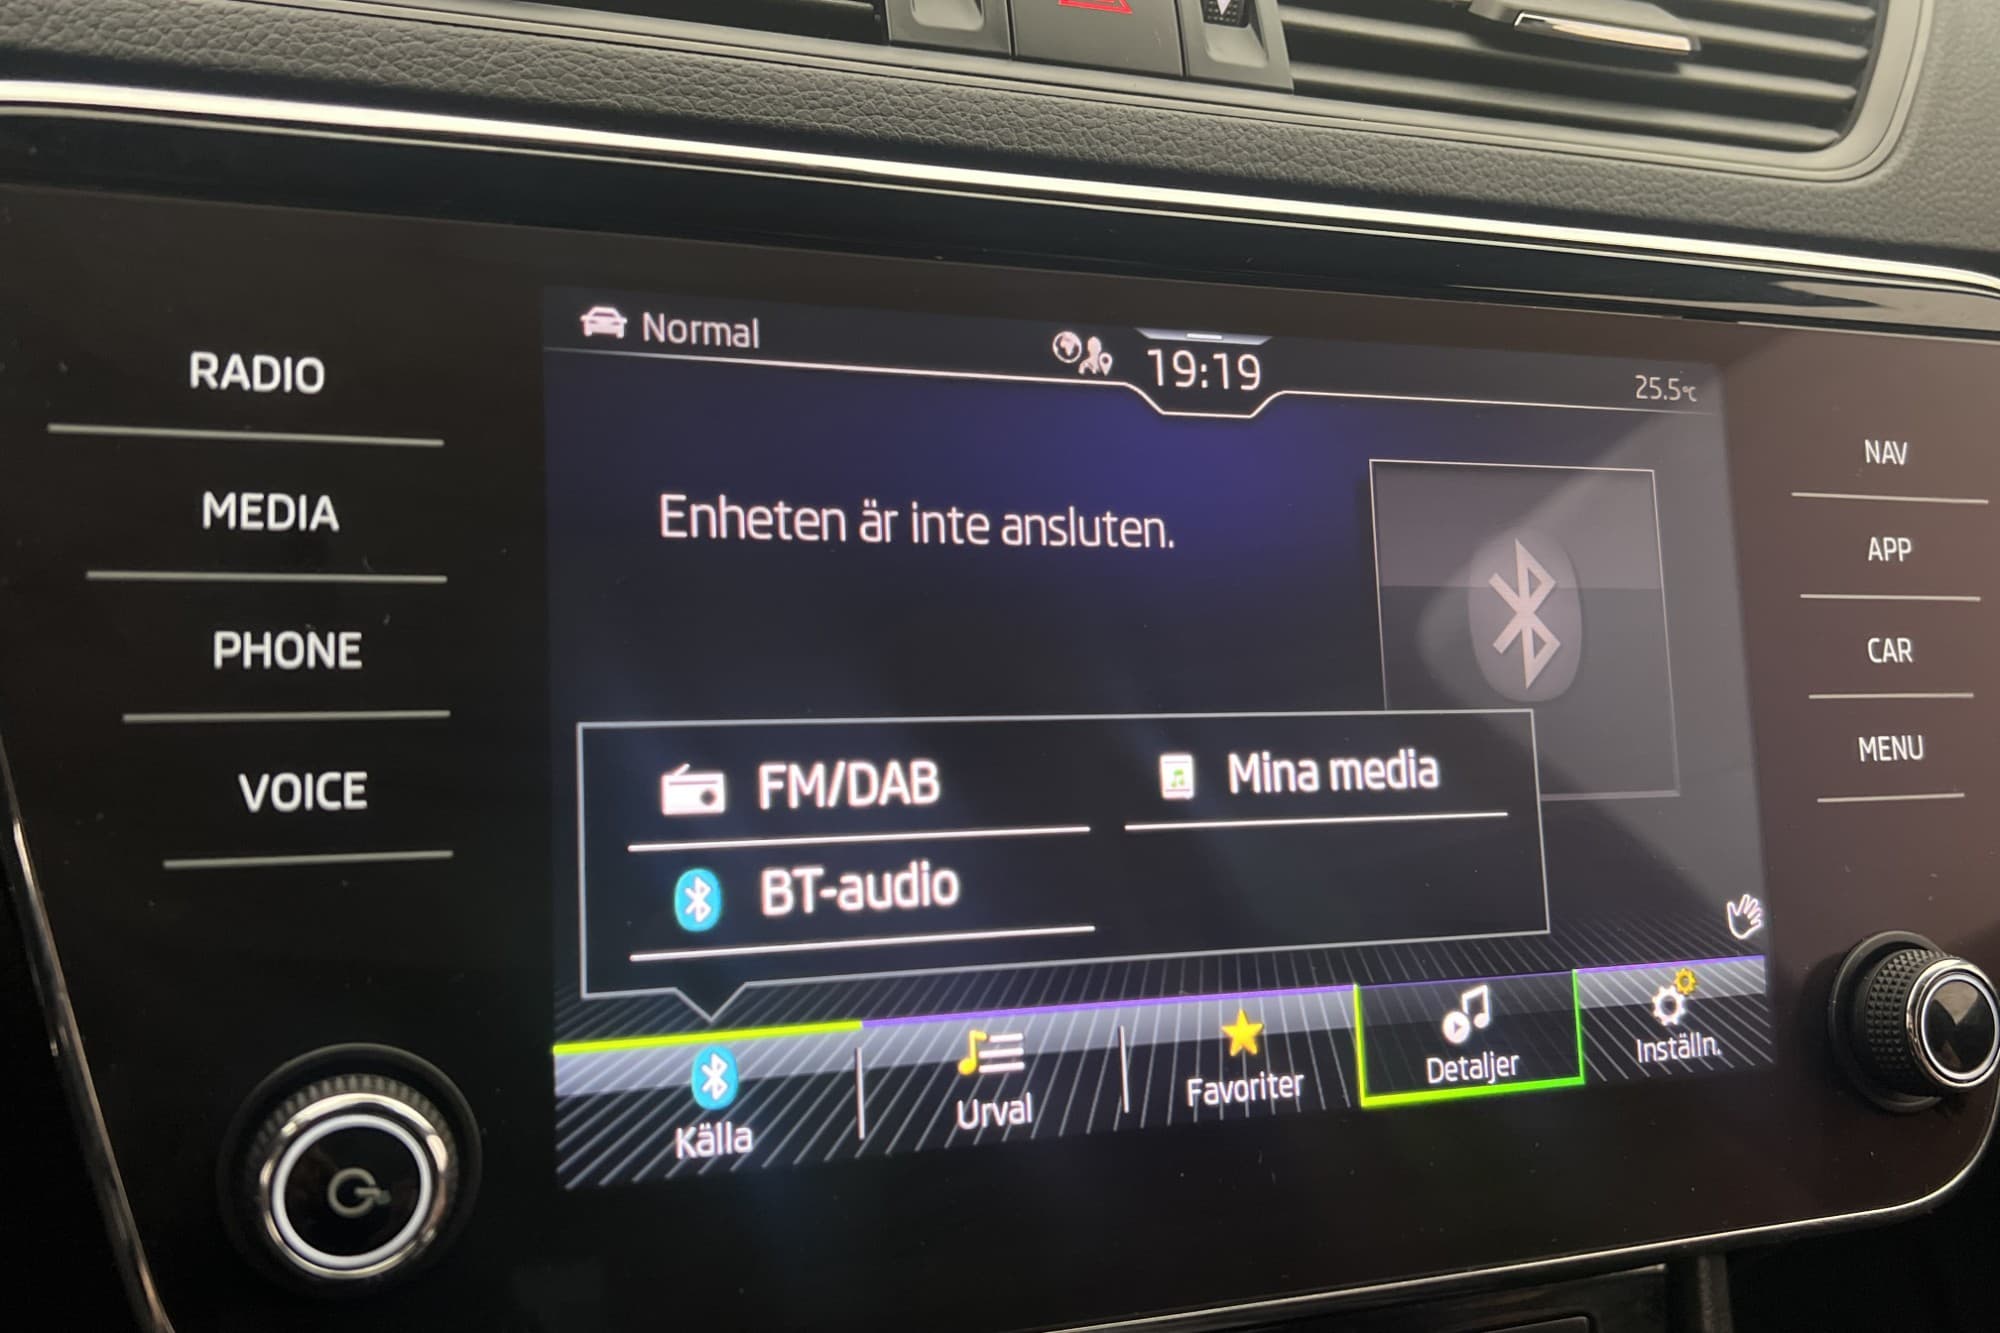 Normal
19:19
25.5°C
RADIO
MEDIA
PHONE
VOICE
Enheten är inte ansluten.
FM/DAB
Mina media
BT-audio
Källa
Urval
Favoriter
Detaljer
Inställn.
NAV
APP
CAR
MENU